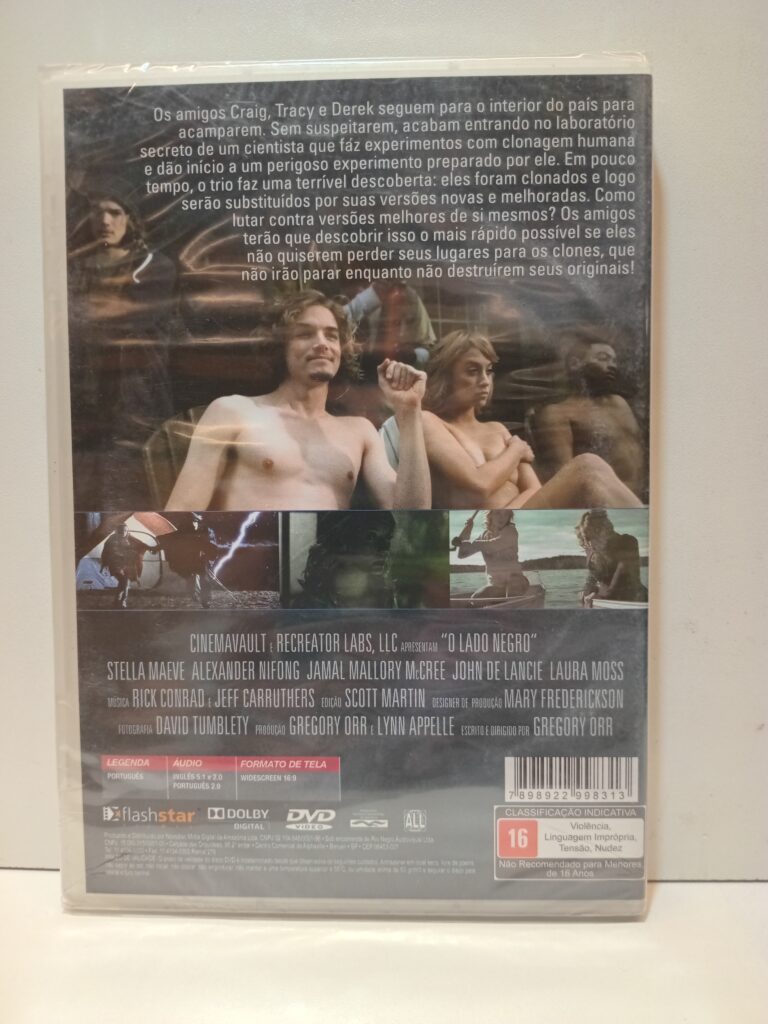 Os amigos Craig, Tracy e Derek seguem para o interior do país para
acamparem. Sem suspeitarem, acabam entrando no laboratório
secreto de um cientista que faz experimentos com clonagem humana
e dão início a um perigoso experimento preparado por ele. Em pouco
tempo, o trio faz uma terrível descoberta: eles foram clonados e logo
serão substituídos por suas versões novas e melhoradas. Como
lutar contra versões melhores de si mesmos? Os amigos
terão que descobrir isso o mais rápido possível se eles
não quiserem perder seus lugares para os clones, que
não irão parar enquanto não destruírem seus originais!
CINEMAVAULT E RECREATOR LABS, LLC APRESENTAM "O LADO NEGRO"
STELLA MAEVE ALEXANDER NIFONG JAMAL MALLORY McCREE JOHN DE LANCIE LAURA MOSS
MÚSICA RICK CONRAD E JEFF CARRUTHERS EDIÇÃO SCOTT MARTIN DESIGNER DE PRODUÇÃO MARY FREDERICKSON
FOTOGRAFIA DAVID TUMBLETY PRODUÇÃO GREGORY ORR E LYNN APPELLE ESCRITO E DIRIGIDO POR GREGORY ORR
LEGENDA ÁUDIO FORMATO DE TELA
PORTUGUÊS INGLÊS 5.1 e 2.0 WIDESCREEN 16:9
PORTUGUÊS 2.0
7898922998313
flashstar DOLBY DIGITAL DVD VIDEO ALL
CLASSIFICAÇÃO INDICATIVA
16 Violência,
Linguagem Imprópria,
Tensão, Nudez
Não Recomendado para Menores
de 16 Anos